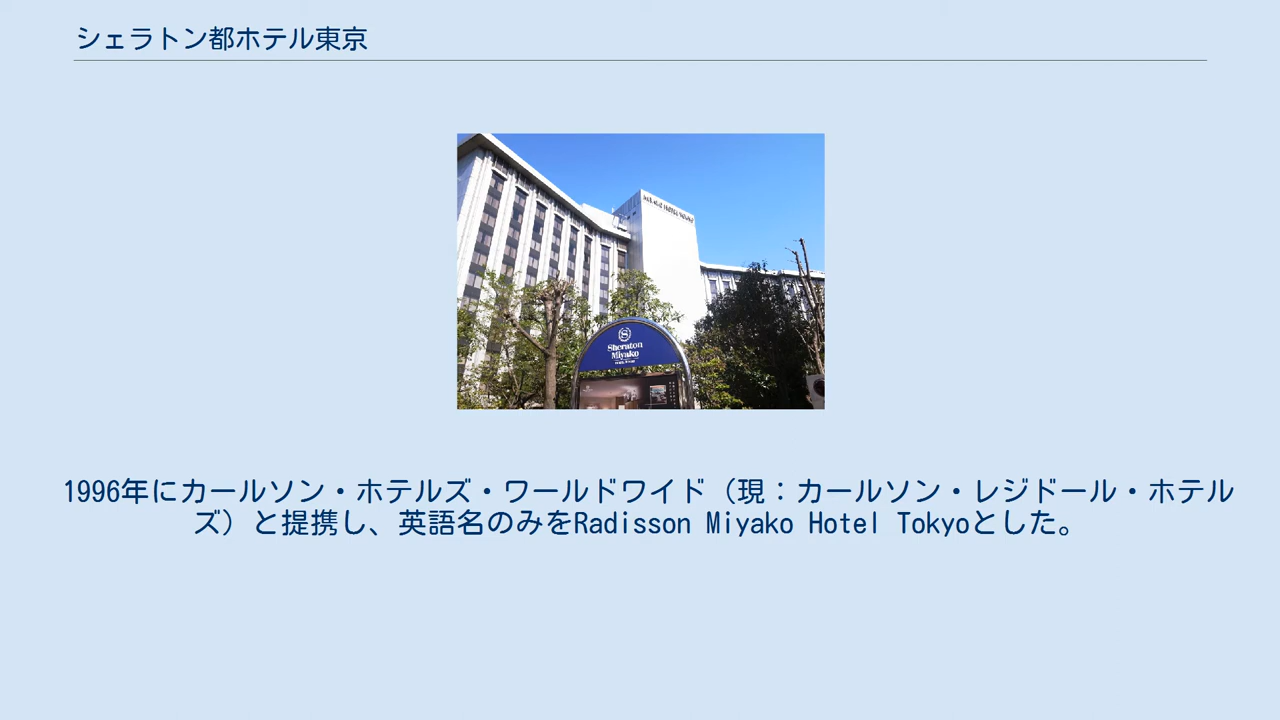 シェラトン都ホテル東京
Sheraton
Miyako
1996年にカールソン・ホテルズ・ワールドワイド（現：カールソン・レジドール・ホテル
ズ）と提携し、英語名のみをRadisson Miyako Hotel Tokyoとした。